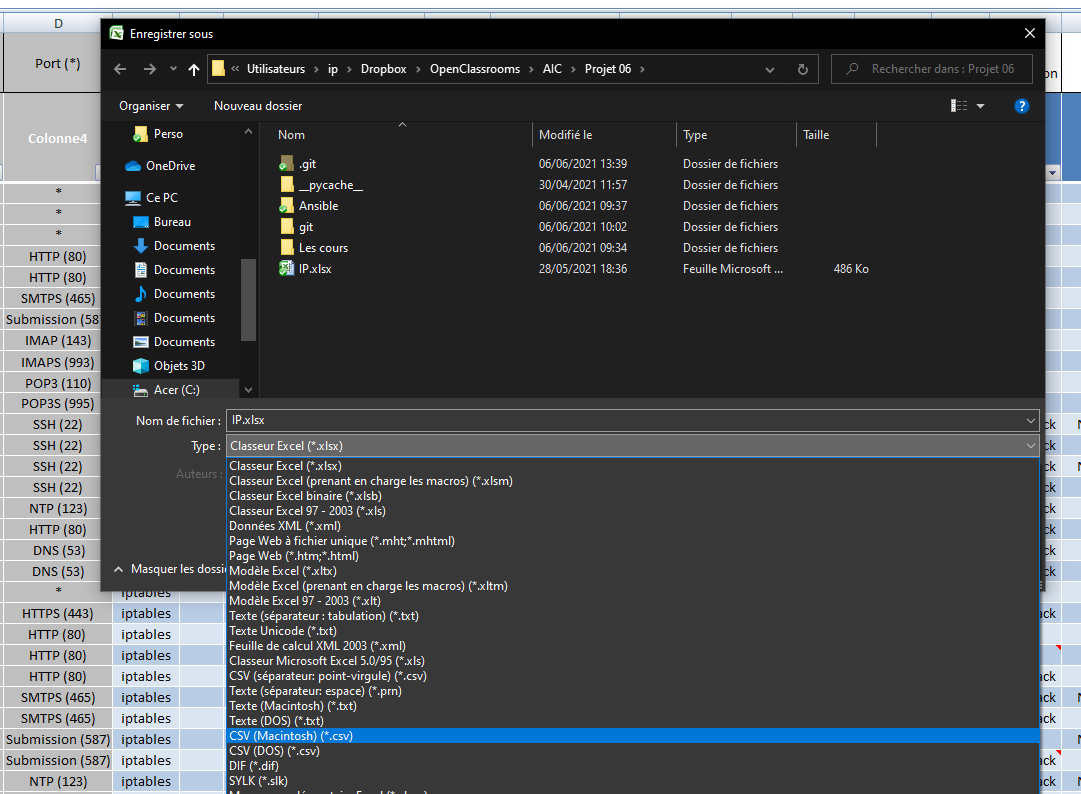 D
Enregistrer sous
Port (*)
« Utilisateurs › ip › Dropbox › OpenClassrooms › AIC › Projet 06 ›
Rechercher dans : Projet 06
on
Organiser
Nouveau dossier
?
Colonne4
Perso
OneDrive
Ce PC
Bureau
Documents
Documents
Documents
Documents
Documents
Objets 3D
Acer (C:)
Nom Modifié le Type Taille
.git 06/06/2021 13:39 Dossier de fichiers
__pycache__ 30/04/2021 11:57 Dossier de fichiers
Ansible 06/06/2021 09:37 Dossier de fichiers
git 06/06/2021 10:02 Dossier de fichiers
Les cours 06/06/2021 09:34 Dossier de fichiers
IP.xlsx 28/05/2021 18:36 Feuille Microsoft ... 486 Ko
Nom de fichier : IP.xlsx
Type : Classeur Excel (*.xlsx)
Auteurs :
Masquer les dossie
Classeur Excel (*.xlsx)
Classeur Excel (prenant en charge les macros) (*.xlsm)
Classeur Excel binaire (*.xlsb)
Classeur Excel 97 - 2003 (*.xls)
Données XML (*.xml)
Page Web à fichier unique (*.mht;*.mhtml)
Page Web (*.htm;*.html)
Modèle Excel (*.xltx)
Modèle Excel (prenant en charge les macros) (*.xltm)
Modèle Excel 97 - 2003 (*.xlt)
Texte (séparateur : tabulation) (*.txt)
Texte Unicode (*.txt)
Feuille de calcul XML 2003 (*.xml)
Classeur Microsoft Excel 5.0/95 (*.xls)
CSV (séparateur: point-virgule) (*.csv)
Texte (séparateur: espace) (*.prn)
Texte (Macintosh) (*.txt)
Texte (DOS) (*.txt)
CSV (Macintosh) (*.csv)
CSV (DOS) (*.csv)
DIF (*.dif)
SYLK (*.slk)
*
*
*
HTTP (80)
HTTP (80)
SMTPS (465)
Submission (587
IMAP (143)
IMAPS (993)
POP3 (110)
POP3S (995)
SSH (22) ck
SSH (22) ck
SSH (22) ck
SSH (22) ck
NTP (123) ck
HTTP (80) ck
DNS (53) ck
DNS (53) ck
* iptables
HTTPS (443) iptables ack
HTTP (80) iptables
HTTP (80) iptables
HTTP (80) iptables ack
SMTPS (465) iptables ack
SMTPS (465) iptables ack
Submission (587) iptables
Submission (587) iptables ack
NTP (123) iptables ack